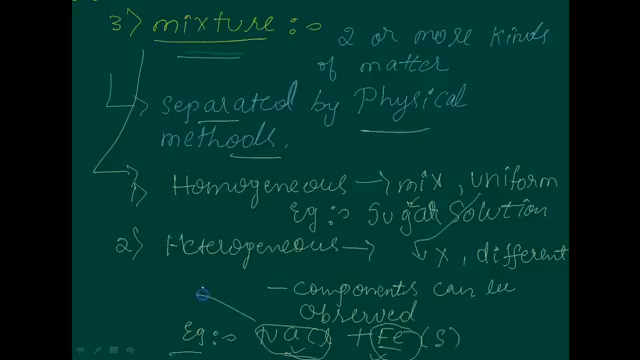 3> mixture :-
2 or more kinds
of matter
-> separated by Physical
methods.
1> Homogeneous -> mix, uniform
Eg :- Sugar Solution
2> Heterogeneous -> x, different
- components can be
observed
Eg :- NaCl + Fe (s)